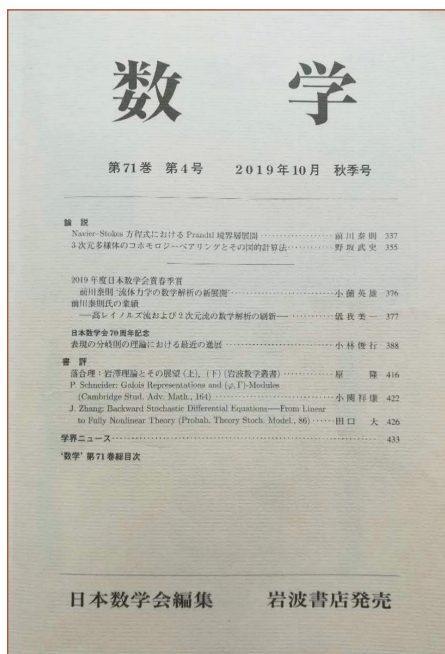 数 学
第71巻 第4号 2019年10月 秋季号
論 説
Navier-Stokes 方程式における Prandtl 境界層展開 前川泰則 337
3次元多様体のコホモロジーペアリングとその図的計算法 野坂武史 355
2019年度日本数学会賞春季賞
前川泰則‘流体力学の数学解析の新展開’ 小薗英雄 376
前川泰則氏の業績
—高レイノルズ流および2次元流の数学解析の刷新— 儀我美一 377
日本数学会70周年記念
表現の分岐則の理論における最近の進展 小林俊行 388
書 評
落合理:岩澤理論とその展望(上),(下)(岩波数学叢書) 原 隆 416
P. Schneider: Galois Representations and (φ, Γ)-Modules
(Cambridge Stud. Adv. Math., 164) 小関祥康 422
J. Zhang: Backward Stochastic Differential Equations—From Linear
to Fully Nonlinear Theory (Probab. Theory Stoch. Model., 86) 田口 大 426
学界ニュース 433
‘数学’第71巻総目次
日本数学会編集 岩波書店発売